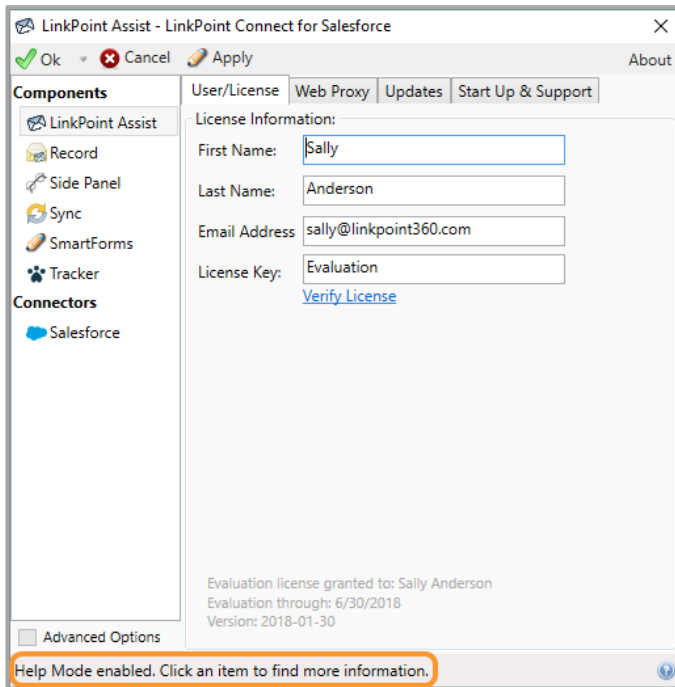 LinkPoint Assist - LinkPoint Connect for Salesforce
Ok Cancel Apply About
Components
LinkPoint Assist
Record
Side Panel
Sync
SmartForms
Tracker
Connectors
Salesforce
User/License Web Proxy Updates Start Up & Support
License Information:
First Name: Sally
Last Name: Anderson
Email Address sally@linkpoint360.com
License Key: Evaluation
Verify License
Evaluation license granted to: Sally Anderson
Evaluation through: 6/30/2018
Version: 2018-01-30
Advanced Options
Help Mode enabled. Click an item to find more information.